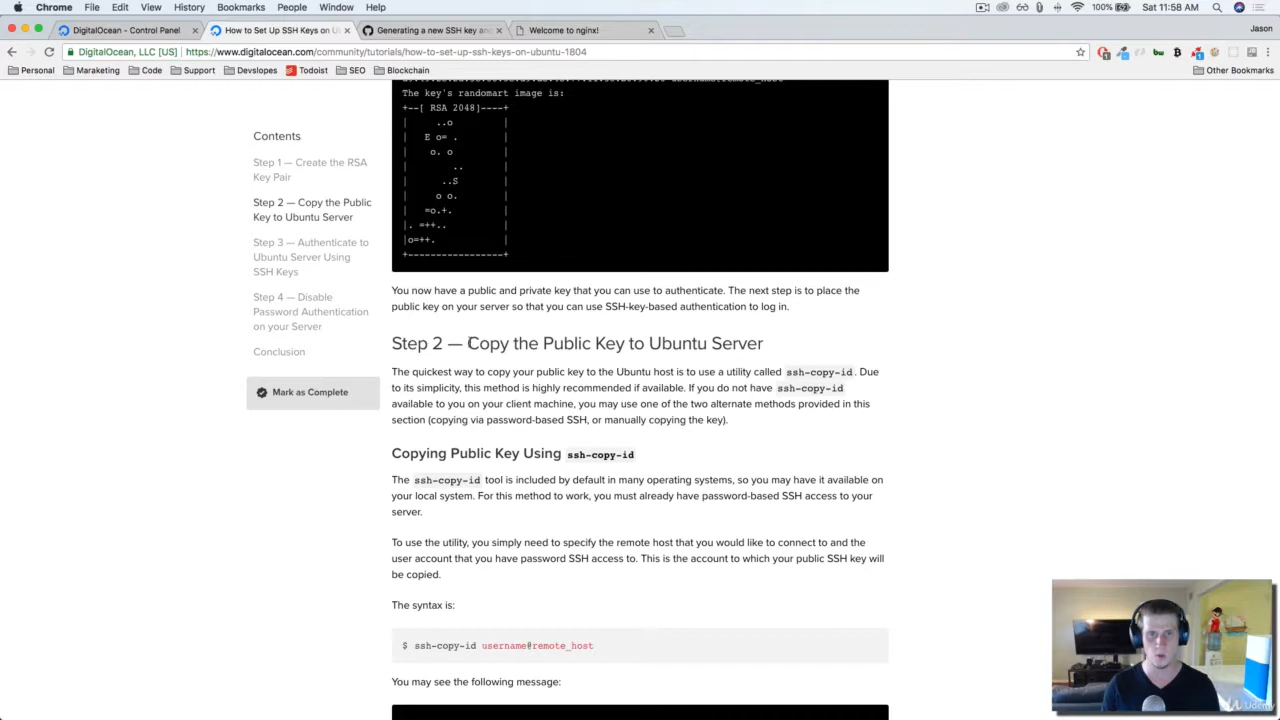 Chrome File Edit View History Bookmarks People Window Help 100% Sat 11:58 AM
DigitalOcean - Control Panel × How to Set Up SSH Keys on U × Generating a new SSH key an × Welcome to nginx! × Jason
DigitalOcean, LLC [US] https://www.digitalocean.com/community/tutorials/how-to-set-up-ssh-keys-on-ubuntu-1804
Personal Maraketing Code Support Developles Todoist SEO Blockchain Other Bookmarks
The key's randomart image is:
+--[ RSA 2048]----+
| ..o |
| E o= . |
| o. o |
| .. |
| ..S |
| o o. |
| =o.+. |
|. =++.. |
|o=++. |
+-----------------+
Contents
Step 1 — Create the RSA
Key Pair
Step 2 — Copy the Public
Key to Ubuntu Server
Step 3 — Authenticate to
Ubuntu Server Using
SSH Keys
Step 4 — Disable
Password Authentication
on your Server
Conclusion
Mark as Complete
You now have a public and private key that you can use to authenticate. The next step is to place the
public key on your server so that you can use SSH-key-based authentication to log in.
Step 2 — Copy the Public Key to Ubuntu Server
The quickest way to copy your public key to the Ubuntu host is to use a utility called ssh-copy-id. Due
to its simplicity, this method is highly recommended if available. If you do not have ssh-copy-id
available to you on your client machine, you may use one of the two alternate methods provided in this
section (copying via password-based SSH, or manually copying the key).
Copying Public Key Using ssh-copy-id
The ssh-copy-id tool is included by default in many operating systems, so you may have it available on
your local system. For this method to work, you must already have password-based SSH access to your
server.
To use the utility, you simply need to specify the remote host that you would like to connect to and the
user account that you have password SSH access to. This is the account to which your public SSH key will
be copied.
The syntax is:
$ ssh-copy-id username@remote_host
You may see the following message:
Udemy